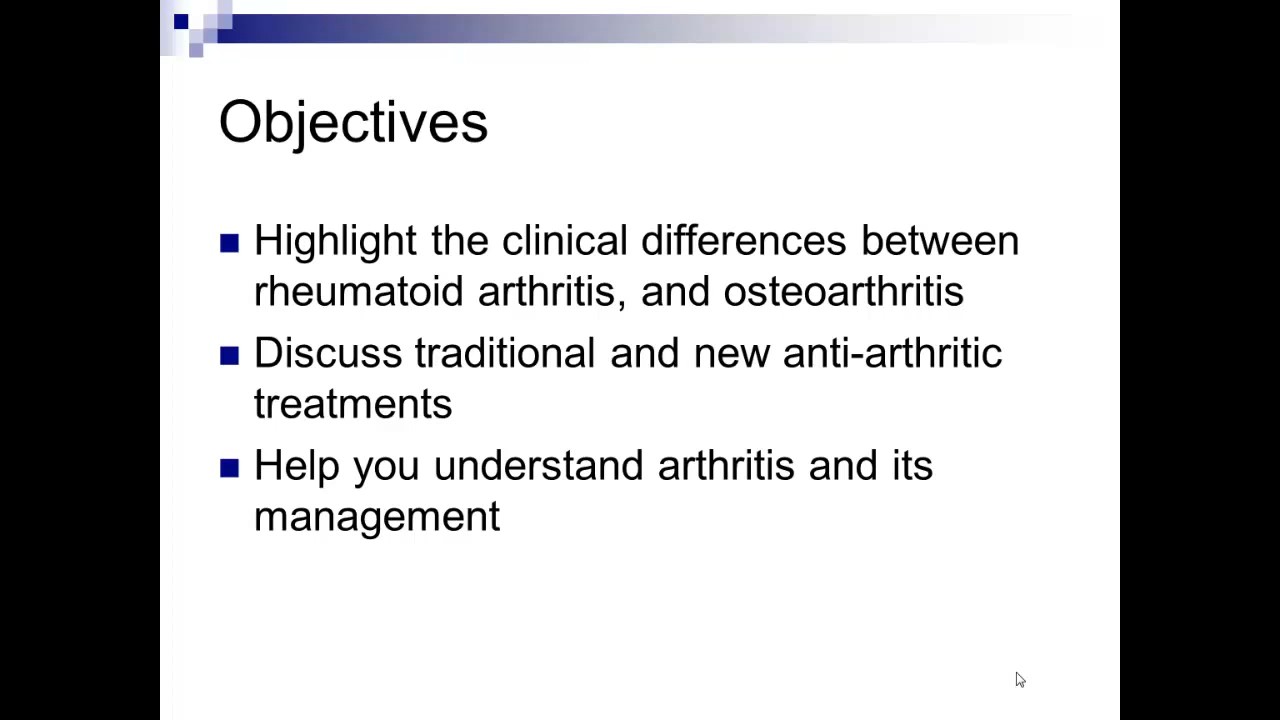 Objectives
Highlight the clinical differences between
rheumatoid arthritis, and osteoarthritis
Discuss traditional and new anti-arthritic
treatments
Help you understand arthritis and its
management